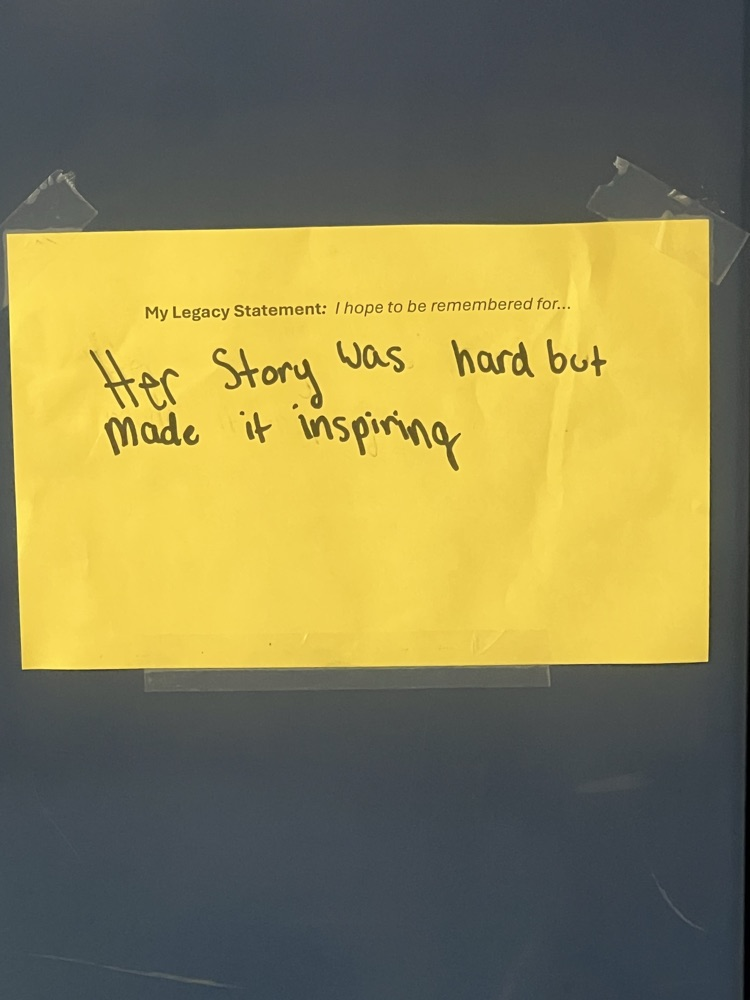 My Legacy Statement: I hope to be remembered for...
Her Story was hard but
made it inspiring